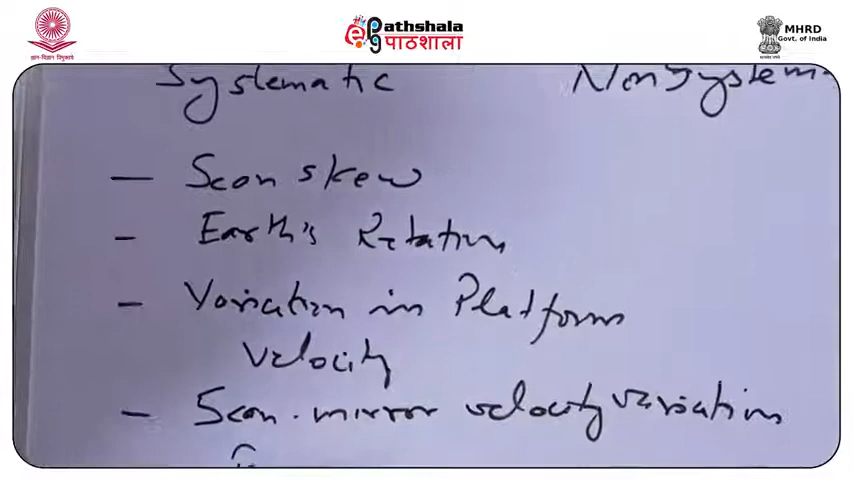 Pathshala
पाठशाला
MHRD
Govt. of India
Systematic Nonsystem
Scan skew
Earth's Rotation
Variation in Platform
velocity
Scan-mirror velocity variation